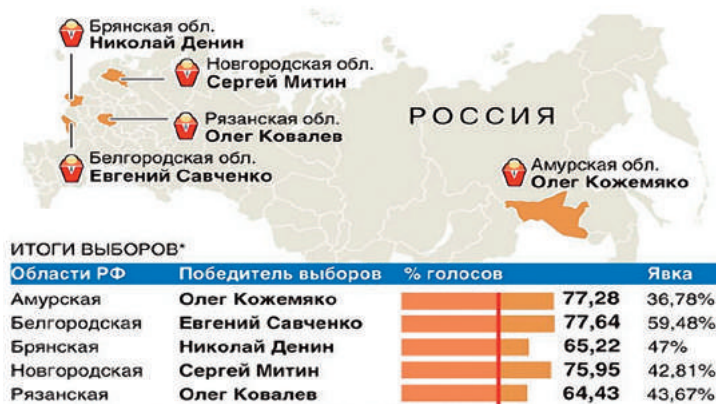 Брянская обл.
Николай Денин
Новгородская обл.
Сергей Митин
Рязанская обл.
Олег Ковалев
Белгородская обл.
Евгений Савченко
РОССИЯ
Амурская обл.
Олег Кожемяко
ИТОГИ ВЫБОРОВ*
Области РФ Победитель выборов % голосов Явка
Амурская Олег Кожемяко 77,28 36,78%
Белгородская Евгений Савченко 77,64 59,48%
Брянская Николай Денин 65,22 47%
Новгородская Сергей Митин 75,95 42,81%
Рязанская Олег Ковалев 64,43 43,67%